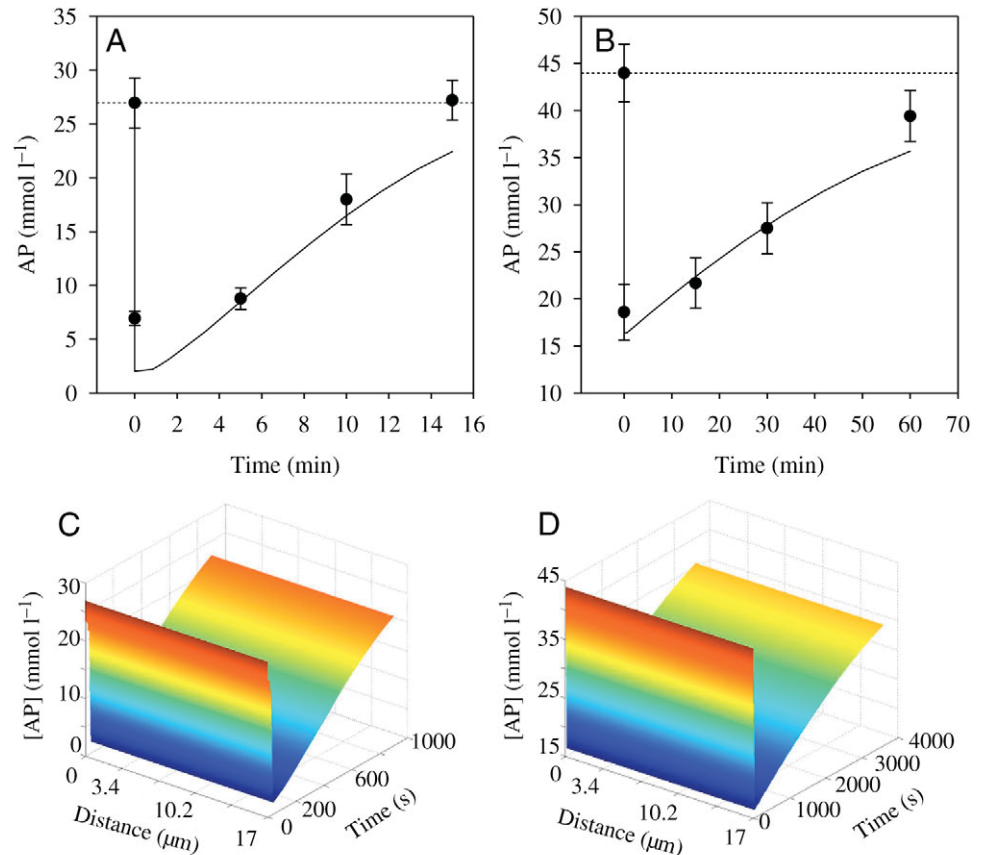 A
AP (mmol l⁻¹)
35
30
25
20
15
10
5
0
0 2 4 6 8 10 12 14 16
Time (min)
B
AP (mmol l⁻¹)
50
45
40
35
30
25
20
15
10
0 10 20 30 40 50 60 70
Time (min)
C
[AP] (mmol l⁻¹)
30
20
10
0
0 3.4 10.2 17
Distance (μm)
0 200 600 1000
Time (s)
D
[AP] (mmol l⁻¹)
45
35
25
15
0 3.4 10.2 17
Distance (μm)
0 1000 2000 3000 4000
Time (s)